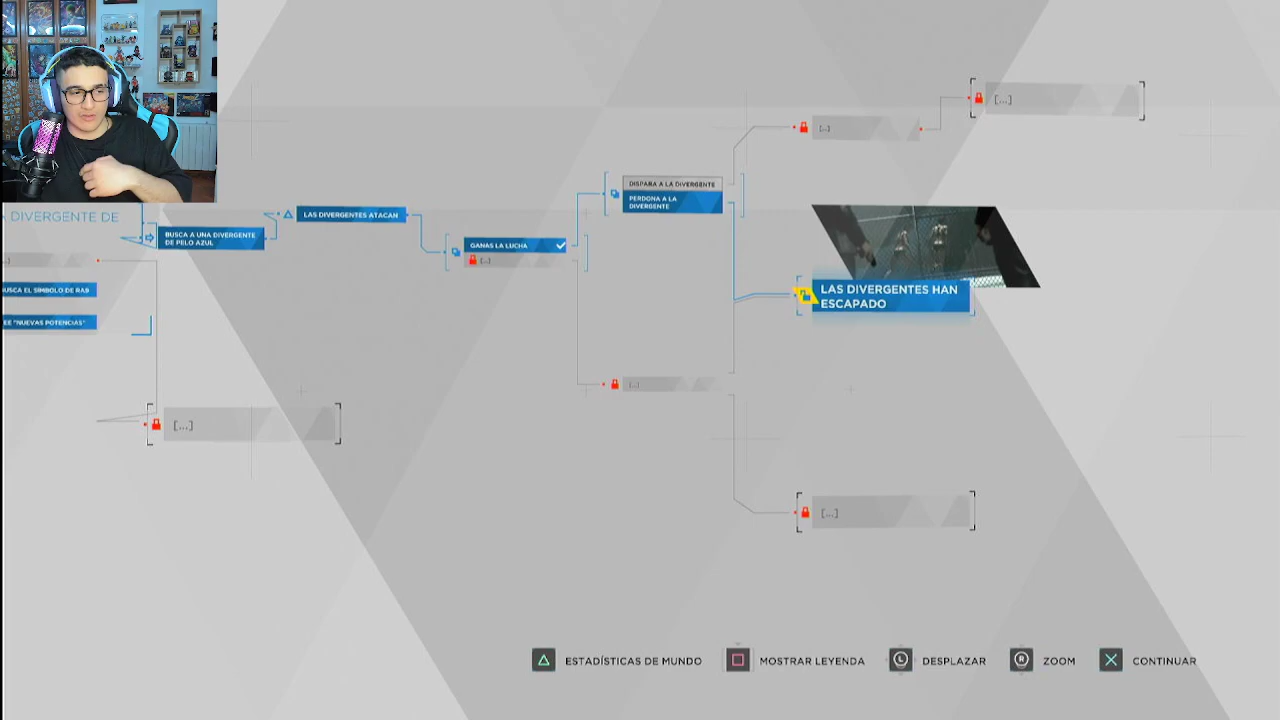 [...]
[...]
DISPARA A LA DIVERGENTE
PERDONA A LA
DIVERGENTE
DIVERGENTE DE
LAS DIVERGENTES ATACAN
BUSCA A UNA DIVERGENTE
DE PELO AZUL
GANAS LA LUCHA
[...]
...]
BUSCA EL SÍMBOLO DE RA9
EE "NUEVAS POTENCIAS"
LAS DIVERGENTES HAN
ESCAPADO
[...]
[...]
[...]
ESTADÍSTICAS DE MUNDO
MOSTRAR LEYENDA
L
DESPLAZAR
R
ZOOM
CONTINUAR